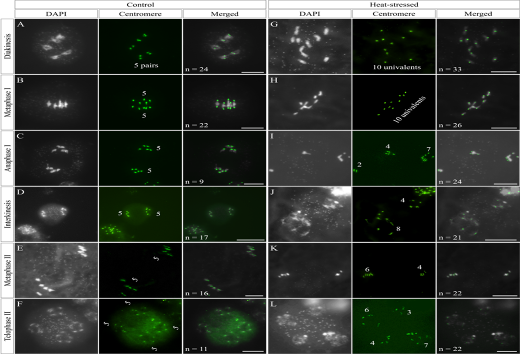 Control Heat-stressed
DAPI Centromere Merged DAPI Centromere Merged
Diakinesis
A 5 pairs n = 24
G 10 univalents n = 33
Metaphase I
B 5 5 n = 22
H 10 univalents n = 26
Anaphase I
C 5 5 n = 9
I 2 4 7 n = 24
Interkinesis
D 5 5 n = 17
J 4 8 n = 21
Metaphase II
E 5 5 n = 16
K 6 4 n = 22
Telophase II
F 5 5 5 5 n = 11
L 6 3 4 7 n = 22